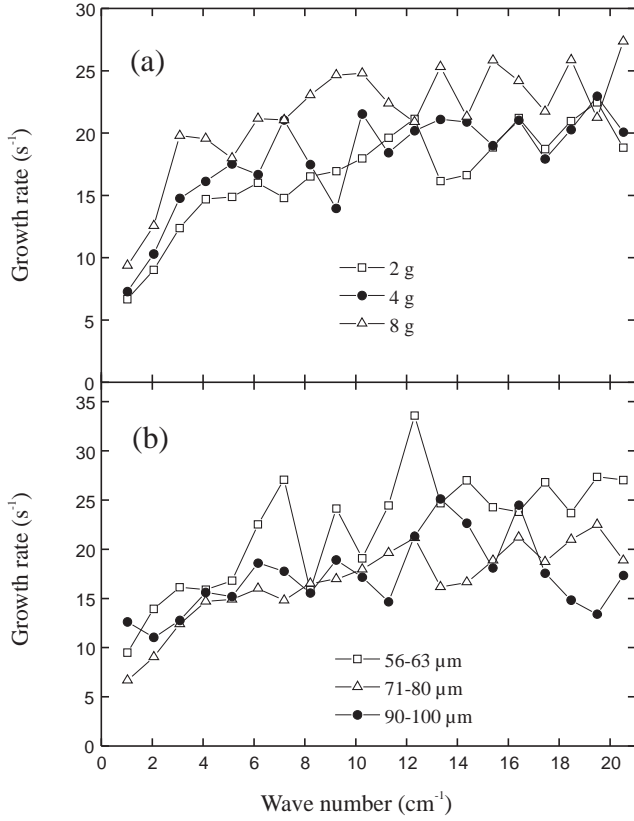 30
25
20
15
10
5
0
Growth rate (s⁻¹)
(a)
2 g
4 g
8 g
35
30
25
20
15
10
5
0
Growth rate (s⁻¹)
(b)
56-63 µm
71-80 µm
90-100 µm
0 2 4 6 8 10 12 14 16 18 20
Wave number (cm⁻¹)